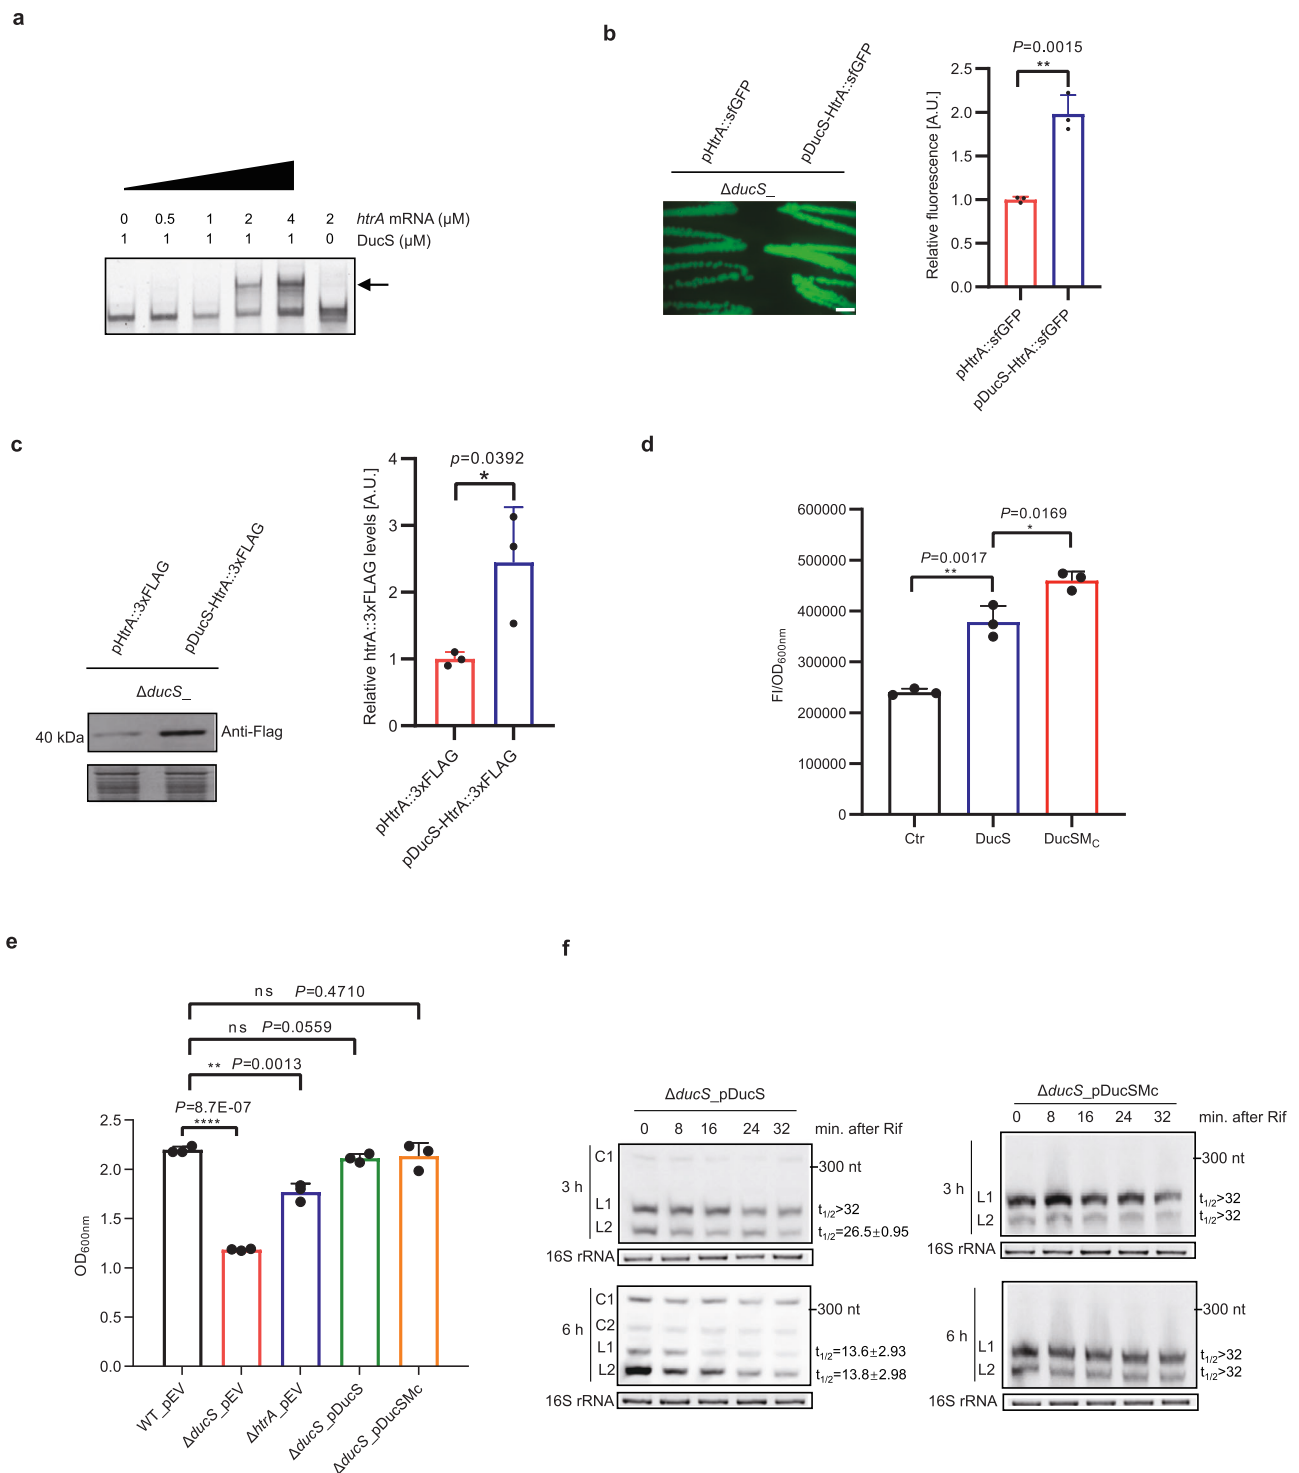 a
0 0.5 1 2 4 2 htrA mRNA (µM)
1 1 1 1 1 0 DucS (µM)
b
pHtrA::sfGFP
pDucS-HtrA::sfGFP
ΔducS_
P=0.0015
**
Relative fluorescence [A.U.]
2.5
2.0
1.5
1.0
0.5
0.0
pHtrA::sfGFP
pDucS-HtrA::sfGFP
c
pHtrA::3xFLAG
pDucS-HtrA::3xFLAG
ΔducS_
40 kDa
Anti-Flag
p=0.0392
*
Relative htrA::3xFLAG levels [A.U.]
4
3
2
1
0
pHtrA::3xFLAG
pDucS-HtrA::3xFLAG
d
P=0.0169
*
P=0.0017
**
FI/OD600nm
600000
500000
400000
300000
200000
100000
0
Ctr DucS DucSMC
e
ns P=0.4710
ns P=0.0559
** P=0.0013
P=8.7E-07
****
OD600nm
2.5
2.0
1.5
1.0
0.5
0.0
WT_pEV
ΔducS_pEV
ΔhtrA_pEV
ΔducS_pDucS
ΔducS_pDucSMc
f
ΔducS_pDucS
0 8 16 24 32 min. after Rif
3 h
C1
L1
L2
300 nt
t1/2>32
t1/2=26.5±0.95
16S rRNA
6 h
C1
C2
L1
L2
300 nt
t1/2=13.6±2.93
t1/2=13.8±2.98
16S rRNA
ΔducS_pDucSMc
0 8 16 24 32 min. after Rif
3 h
L1
L2
300 nt
t1/2>32
t1/2>32
16S rRNA
6 h
L1
L2
300 nt
t1/2>32
t1/2>32
16S rRNA